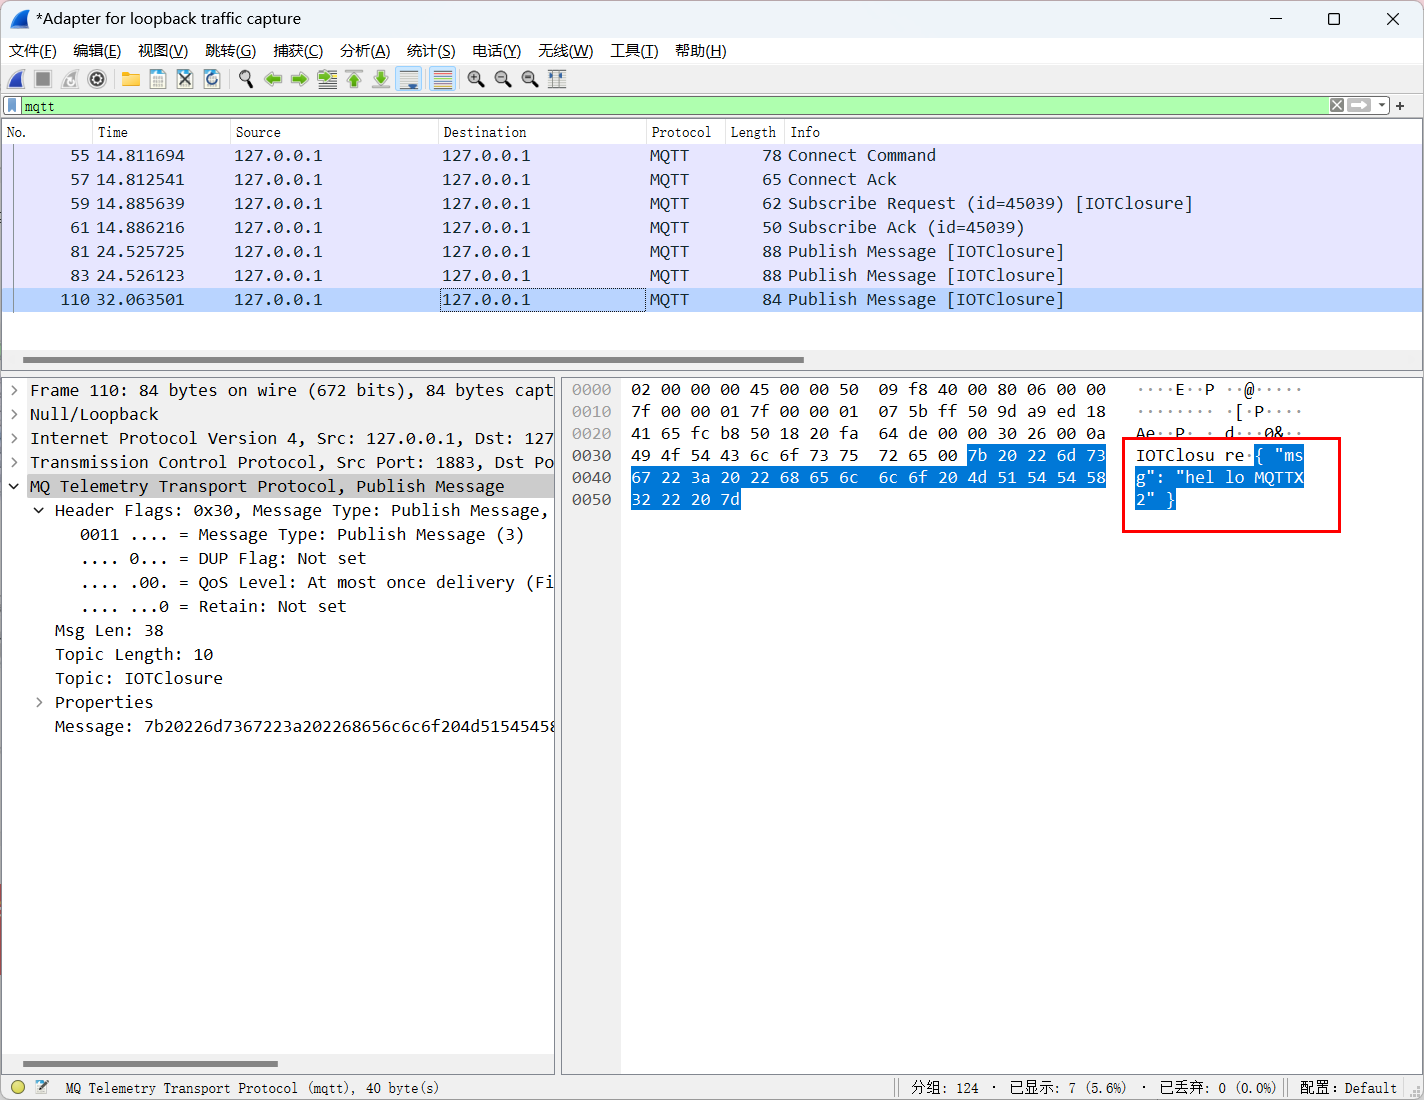 *Adapter for loopback traffic capture
文件(F) 编辑(E) 视图(V) 跳转(G) 捕获(C) 分析(A) 统计(S) 电话(Y) 无线(W) 工具(T) 帮助(H)
mqtt
No. Time Source Destination Protocol Length Info
55 14.811694 127.0.0.1 127.0.0.1 MQTT 78 Connect Command
57 14.812541 127.0.0.1 127.0.0.1 MQTT 65 Connect Ack
59 14.885639 127.0.0.1 127.0.0.1 MQTT 62 Subscribe Request (id=45039) [IOTClosure]
61 14.886216 127.0.0.1 127.0.0.1 MQTT 50 Subscribe Ack (id=45039)
81 24.525725 127.0.0.1 127.0.0.1 MQTT 88 Publish Message [IOTClosure]
83 24.526123 127.0.0.1 127.0.0.1 MQTT 88 Publish Message [IOTClosure]
110 32.063501 127.0.0.1 127.0.0.1 MQTT 84 Publish Message [IOTClosure]
Frame 110: 84 bytes on wire (672 bits), 84 bytes capt
Null/Loopback
Internet Protocol Version 4, Src: 127.0.0.1, Dst: 127
Transmission Control Protocol, Src Port: 1883, Dst Po
MQ Telemetry Transport Protocol, Publish Message
Header Flags: 0x30, Message Type: Publish Message,
0011 .... = Message Type: Publish Message (3)
.... 0... = DUP Flag: Not set
.... .00. = QoS Level: At most once delivery (Fi
.... ...0 = Retain: Not set
Msg Len: 38
Topic Length: 10
Topic: IOTClosure
Properties
Message: 7b20226d7367223a202268656c6c6f204d51545458
0000 02 00 00 00 45 00 00 50 09 f8 40 00 80 06 00 00 ····E··P ··@·····
0010 7f 00 00 01 7f 00 00 01 07 5b ff 50 9d a9 ed 18 ········ ·[·P····
0020 41 65 fc b8 50 18 20 fa 64 de 00 00 30 26 00 0a Ae··P· · d···0&··
0030 49 4f 54 43 6c 6f 73 75 72 65 00 7b 20 22 6d 73 IOTClosu re·{ "ms
0040 67 22 3a 20 22 68 65 6c 6c 6f 20 4d 51 54 54 58 g": "hel lo MQTTX
0050 32 22 20 7d 2" }
MQ Telemetry Transport Protocol (mqtt), 40 byte(s) 分组: 124 · 已显示: 7 (5.6%) · 已丢弃: 0 (0.0%) 配置: Default